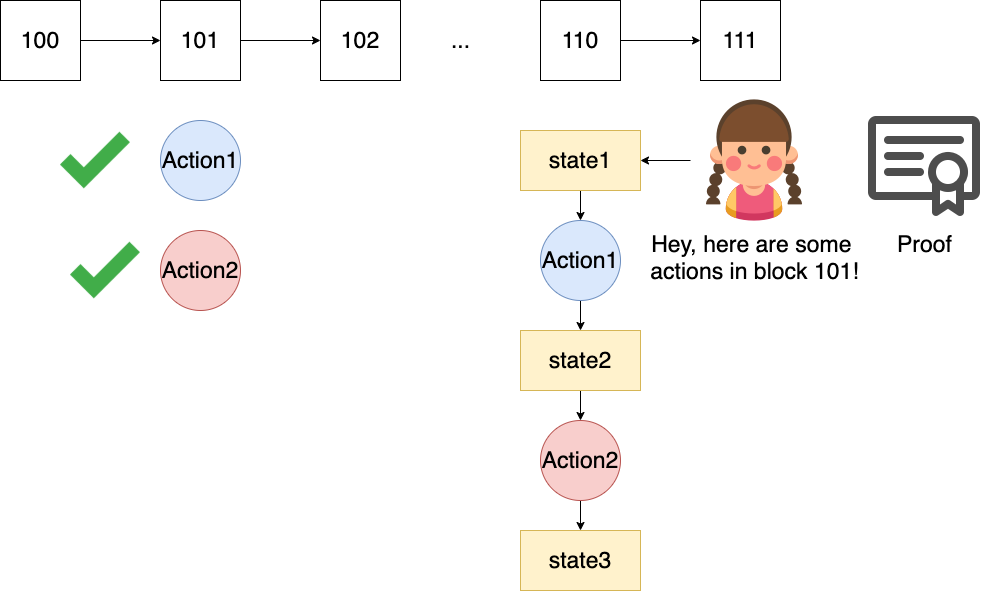 100
101
102
...
110
111
Action1
state1
Action1
Hey, here are some
actions in block 101!
Proof
Action2
state2
Action2
state3